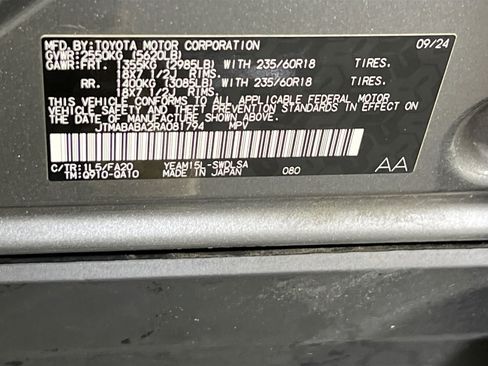 MFD. BY: TOYOTA MOTOR CORPORATION 09/24
GVWR: 2550KG (5620LB)
GAWR: FRT. 1355KG (2985LB) WITH 235/60R18 TIRES.
18X7 1/2J RIMS.
RR. 1400KG (3085LB) WITH 235/60R18 TIRES.
18X7 1/2J RIMS.
THIS VEHICLE CONFORMS TO ALL APPLICABLE FEDERAL MOTOR
VEHICLE SAFETY AND THEFT PREVENTION STANDARDS IN EFFECT ON
THE DATE OF MANUFACTURE SHOWN ABOVE.
JTMABABA2RA081794 MPV
C/TR: 1L5/FA20 YEAM15L-SWDLSA
TM: Q91O-QA1O MADE IN JAPAN 080 AA